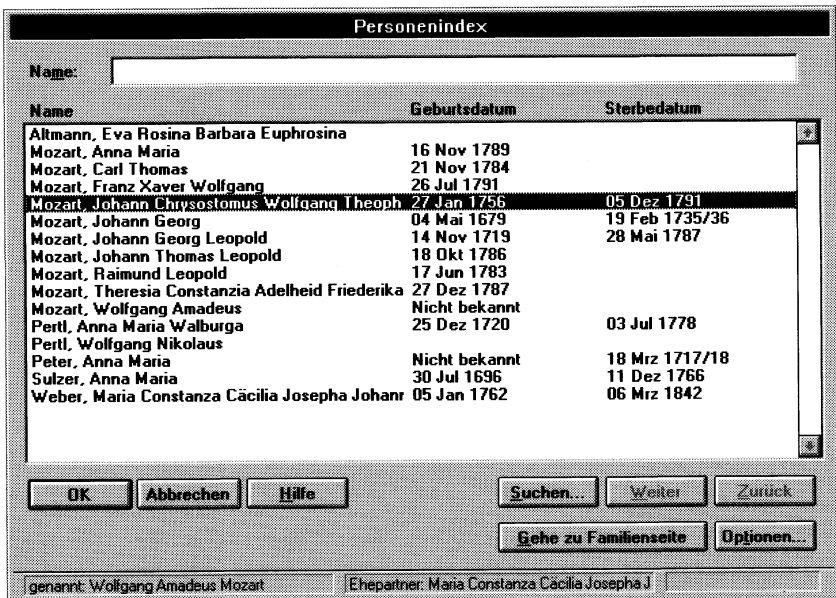 Personenindex
Name:
Name Geburtsdatum Sterbedatum
Altmann, Eva Rosina Barbara Euphrosina
Mozart, Anna Maria 16 Nov 1789
Mozart, Carl Thomas 21 Nov 1784
Mozart, Franz Xaver Wolfgang 26 Jul 1791
Mozart, Johann Chrysostomus Wolfgang Theoph 27 Jan 1756 05 Dez 1791
Mozart, Johann Georg 04 Mai 1679 19 Feb 1735/36
Mozart, Johann Georg Leopold 14 Nov 1719 28 Mai 1787
Mozart, Johann Thomas Leopold 18 Okt 1786
Mozart, Raimund Leopold 17 Jun 1783
Mozart, Theresia Constanzia Adelheid Friederika 27 Dez 1787
Mozart, Wolfgang Amadeus Nicht bekannt
Pertl, Anna Maria Walburga 25 Dez 1720 03 Jul 1778
Pertl, Wolfgang Nikolaus
Peter, Anna Maria Nicht bekannt 18 Mrz 1717/18
Sulzer, Anna Maria 30 Jul 1696 11 Dez 1766
Weber, Maria Constanza Cäcilia Josepha Johanr 05 Jan 1762 06 Mrz 1842
OK Abbrechen Hilfe Suchen... Weiter Zurück
Gehe zu Familienseite Optionen...
genannt: Wolfgang Amadeus Mozart Ehepartner: Maria Constanza Cäcilia Josepha J